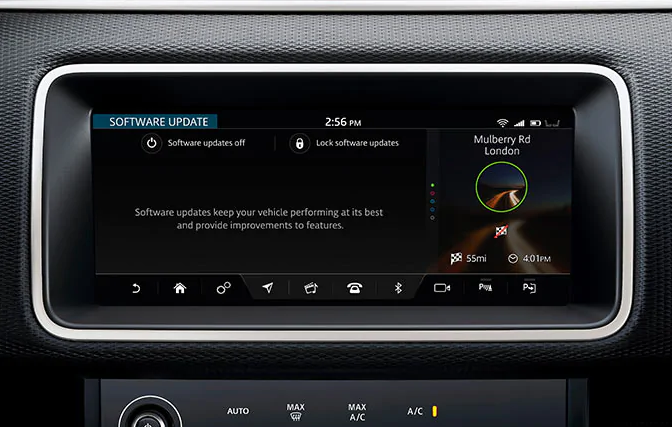 SOFTWARE UPDATE
2:56 PM
Software updates off
Lock software updates
Mulberry Rd
London
Software updates keep your vehicle performing at its best
and provide improvements to features.
55mi
4:01PM
AUTO
MAX
MAX
A/C
A/C